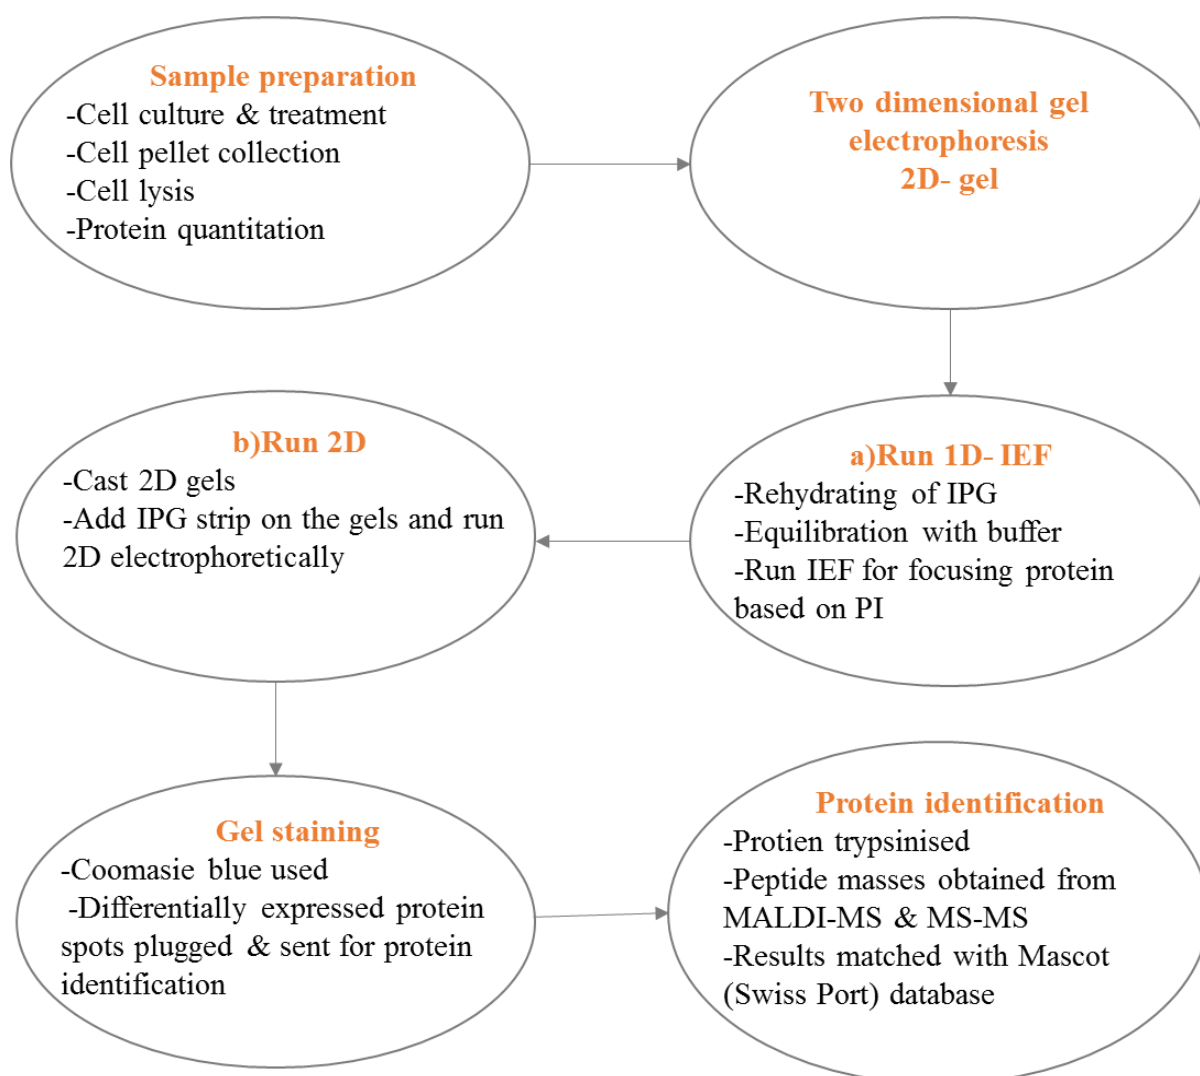 Sample preparation
-Cell culture & treatment
-Cell pellet collection
-Cell lysis
-Protein quantitation
Two dimensional gel
electrophoresis
2D- gel
a)Run 1D- IEF
-Rehydrating of IPG
-Equilibration with buffer
-Run IEF for focusing protein
based on PI
b)Run 2D
-Cast 2D gels
-Add IPG strip on the gels and run
2D electrophoretically
Gel staining
-Coomasie blue used
-Differentially expressed protein
spots plugged & sent for protein
identification
Protein identification
-Protien trypsinised
-Peptide masses obtained from
MALDI-MS & MS-MS
-Results matched with Mascot
(Swiss Port) database